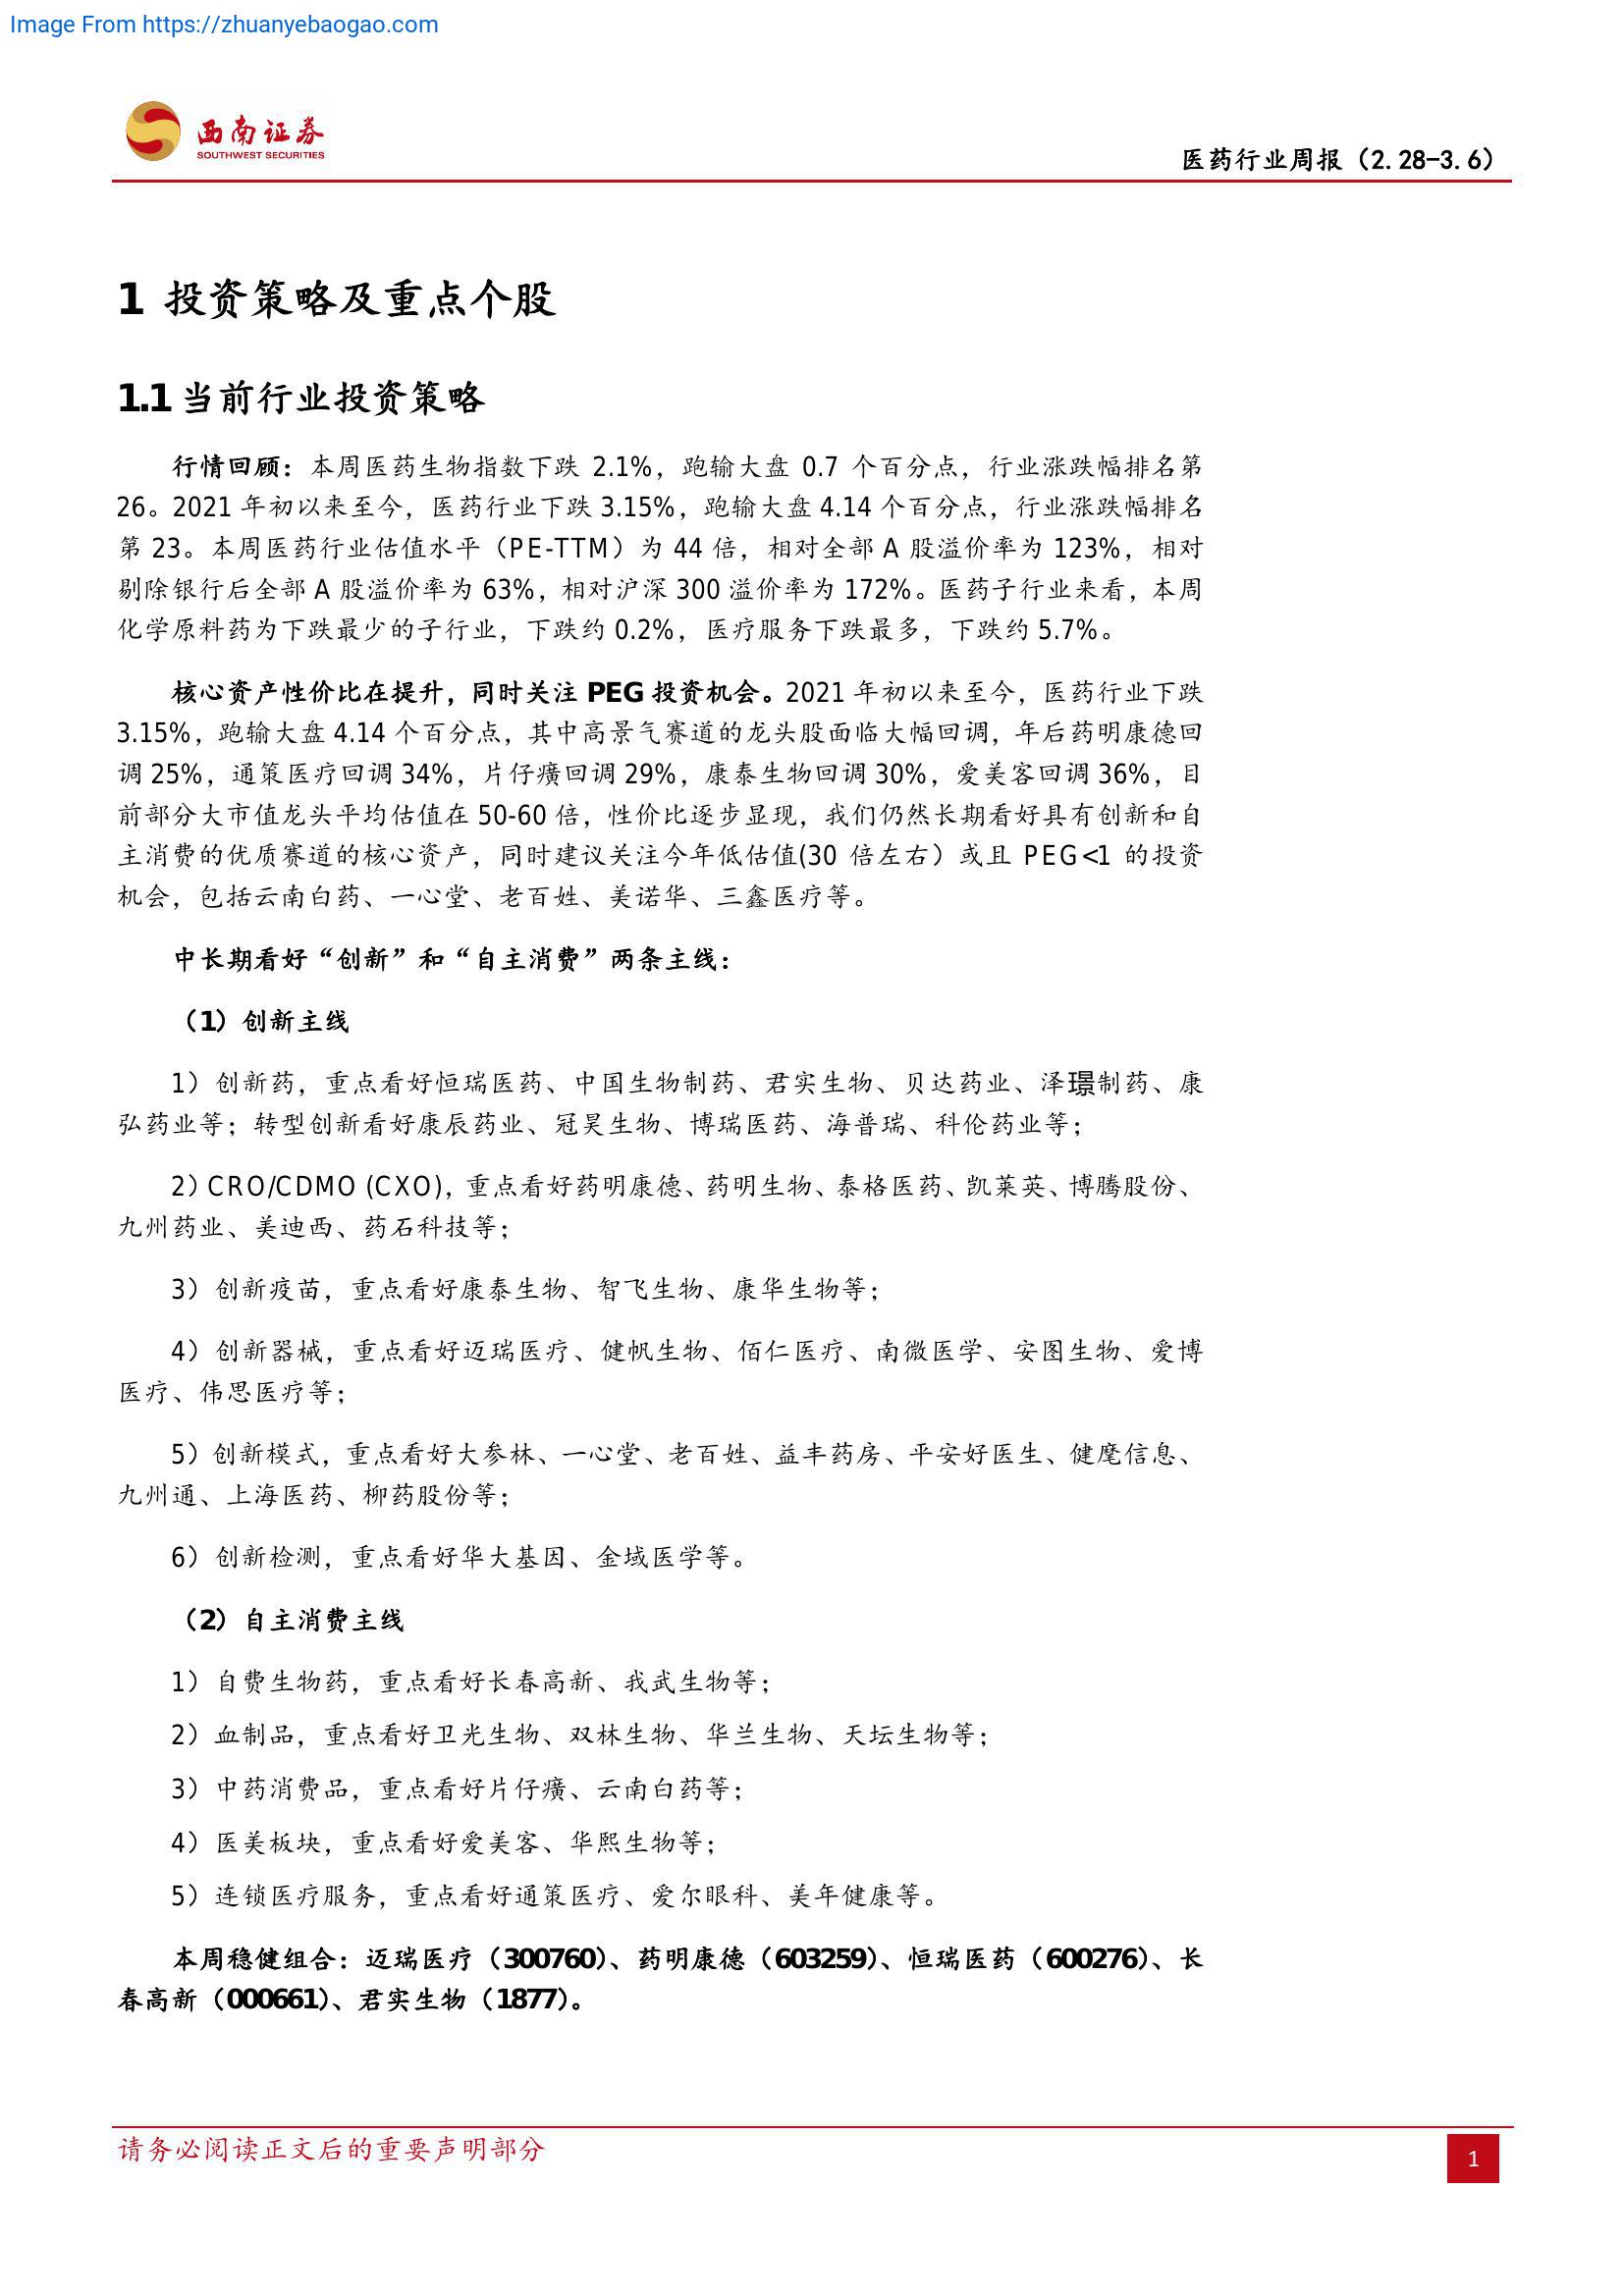 Image From https://zhuanyebaogao.com
西南证券
SOUTHWEST SECURITIES
医药行业周报（2.28-3.6）
1 投资策略及重点个股
1.1 当前行业投资策略
行情回顾：本周医药生物指数下跌 2.1%，跑输大盘 0.7 个百分点，行业涨跌幅排名第
26。2021 年初以来至今，医药行业下跌 3.15%，跑输大盘 4.14 个百分点，行业涨跌幅排名
第 23。本周医药行业估值水平（PE-TTM）为 44 倍，相对全部 A 股溢价率为 123%，相对
剔除银行后全部 A 股溢价率为 63%，相对沪深 300 溢价率为 172%。医药子行业来看，本周
化学原料药为下跌最少的子行业，下跌约 0.2%，医疗服务下跌最多，下跌约 5.7%。
核心资产性价比在提升，同时关注 PEG 投资机会。2021 年初以来至今，医药行业下跌
3.15%，跑输大盘 4.14 个百分点，其中高景气赛道的龙头股面临大幅回调，年后药明康德回
调 25%，通策医疗回调 34%，片仔癀回调 29%，康泰生物回调 30%，爱美客回调 36%，目
前部分大市值龙头平均估值在 50-60 倍，性价比逐步显现，我们仍然长期看好具有创新和自
主消费的优质赛道的核心资产，同时建议关注今年低估值(30 倍左右）或且 PEG<1 的投资
机会，包括云南白药、一心堂、老百姓、美诺华、三鑫医疗等。
中长期看好“创新”和“自主消费”两条主线：
（1）创新主线
1）创新药，重点看好恒瑞医药、中国生物制药、君实生物、贝达药业、泽璟制药、康
弘药业等；转型创新看好康辰药业、冠昊生物、博瑞医药、海普瑞、科伦药业等；
2）CRO/CDMO (CXO)，重点看好药明康德、药明生物、泰格医药、凯莱英、博腾股份、
九州药业、美迪西、药石科技等；
3）创新疫苗，重点看好康泰生物、智飞生物、康华生物等；
4）创新器械，重点看好迈瑞医疗、健帆生物、佰仁医疗、南微医学、安图生物、爱博
医疗、伟思医疗等；
5）创新模式，重点看好大参林、一心堂、老百姓、益丰药房、平安好医生、健麾信息、
九州通、上海医药、柳药股份等；
6）创新检测，重点看好华大基因、金域医学等。
（2）自主消费主线
1）自费生物药，重点看好长春高新、我武生物等；
2）血制品，重点看好卫光生物、双林生物、华兰生物、天坛生物等；
3）中药消费品，重点看好片仔癀、云南白药等；
4）医美板块，重点看好爱美客、华熙生物等；
5）连锁医疗服务，重点看好通策医疗、爱尔眼科、美年健康等。
本周稳健组合：迈瑞医疗（300760）、药明康德（603259）、恒瑞医药（600276）、长
春高新（000661）、君实生物（1877）。
请务必阅读正文后的重要声明部分
1